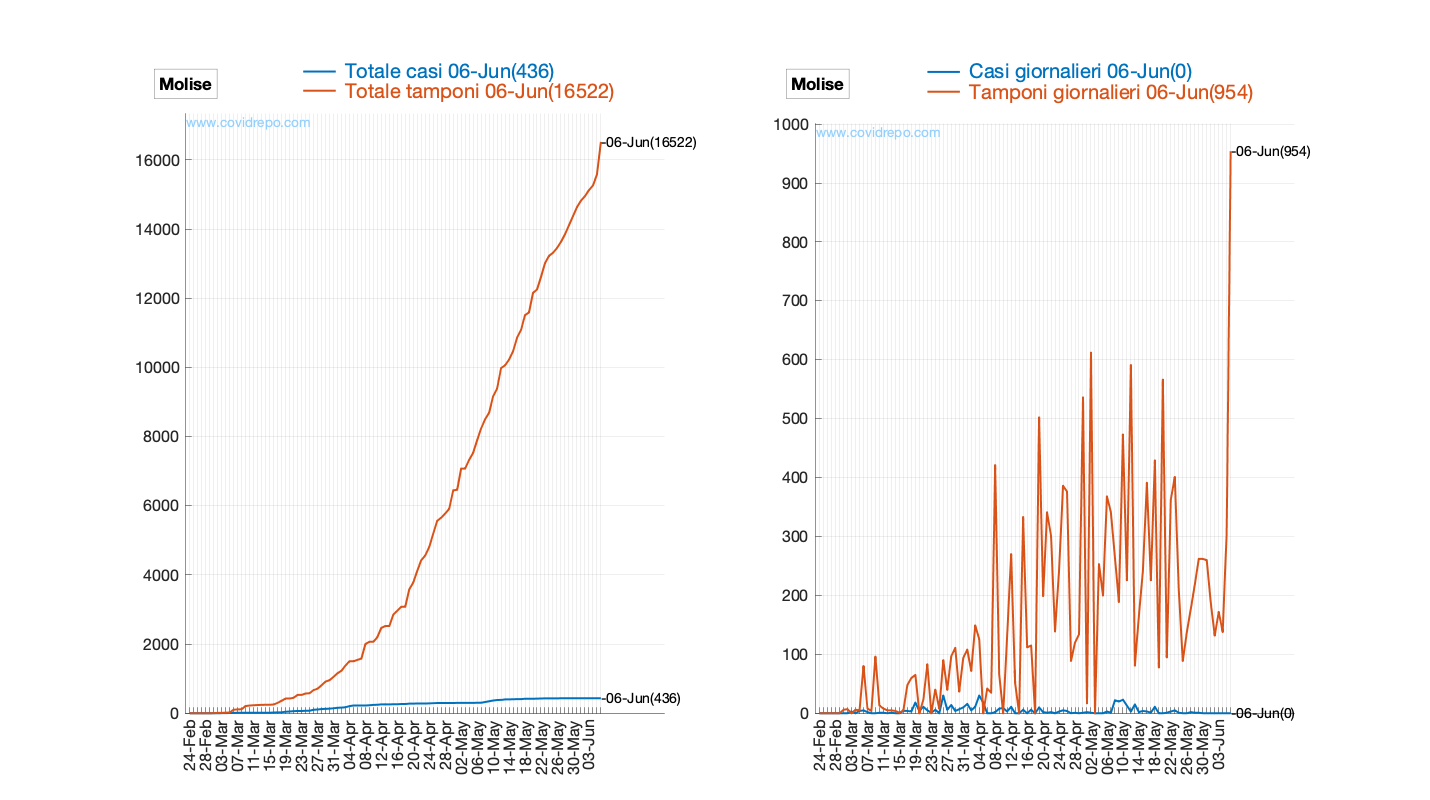 Molise
Totale casi 06-Jun(436)
Totale tamponi 06-Jun(16522)
www.covidrepo.com
06-Jun(16522)
16000
14000
12000
10000
8000
6000
4000
2000
0
06-Jun(436)
24-Feb
28-Feb
03-Mar
07-Mar
11-Mar
15-Mar
19-Mar
23-Mar
27-Mar
31-Mar
04-Apr
08-Apr
12-Apr
16-Apr
20-Apr
24-Apr
28-Apr
02-May
06-May
10-May
14-May
18-May
22-May
26-May
30-May
03-Jun
Molise
Casi giornalieri 06-Jun(0)
Tamponi giornalieri 06-Jun(954)
www.covidrepo.com
06-Jun(954)
1000
900
800
700
600
500
400
300
200
100
0
06-Jun(0)
24-Feb
28-Feb
03-Mar
07-Mar
11-Mar
15-Mar
19-Mar
23-Mar
27-Mar
31-Mar
04-Apr
08-Apr
12-Apr
16-Apr
20-Apr
24-Apr
28-Apr
02-May
06-May
10-May
14-May
18-May
22-May
26-May
30-May
03-Jun